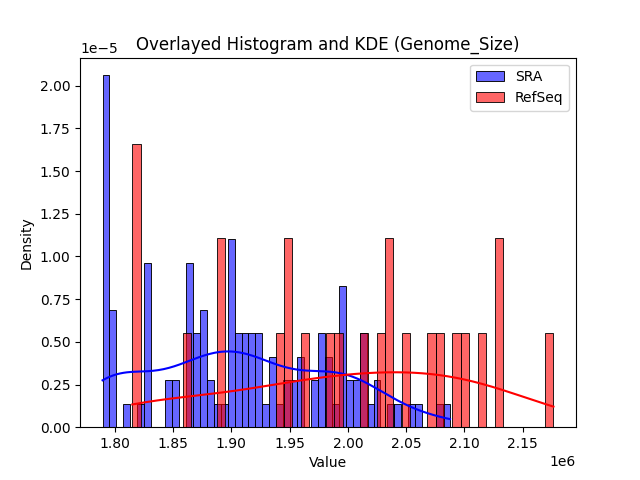 Overlayed Histogram and KDE (Genome_Size)
1e−5
SRA
RefSeq
2.00
1.75
1.50
1.25
1.00
0.75
0.50
0.25
0.00
Density
1.80 1.85 1.90 1.95 2.00 2.05 2.10 2.15
Value
1e6